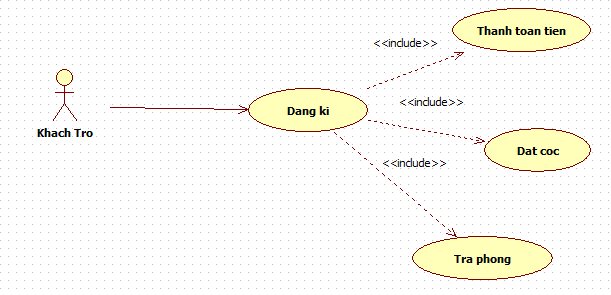 Thanh toan tien
<<include>>
Khach Tro
Dang ki
<<include>>
Dat coc
<<include>>
Tra phong